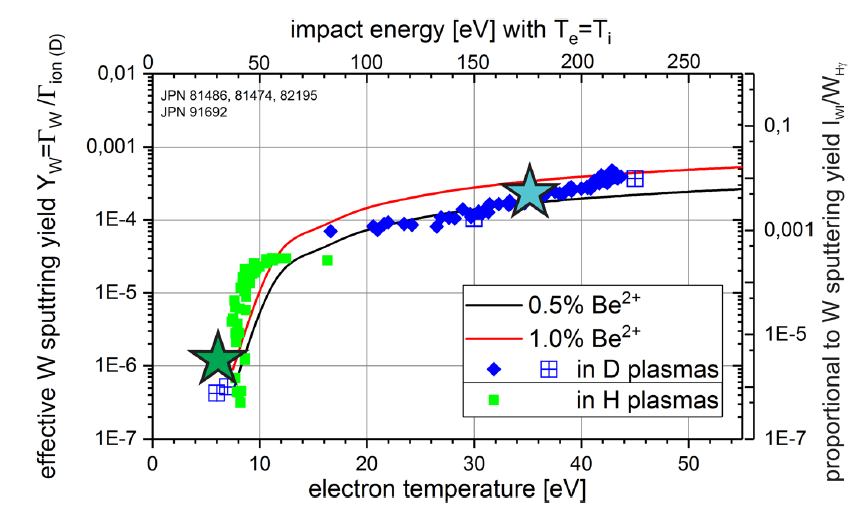 impact energy [eV] with Te=Ti
0 50 100 150 200 250
0,01
0,001
1E-4
1E-5
1E-6
1E-7
effective W sputtring yield YW=ΓW /Γion (D)
JPN 81486, 81474, 82195
JPN 91692
0.5% Be2+
1.0% Be2+
in D plasmas
in H plasmas
0,1
0,001
1E-5
1E-7
proportional to W sputtering yield IWI/WHγ
0 10 20 30 40 50
electron temperature [eV]